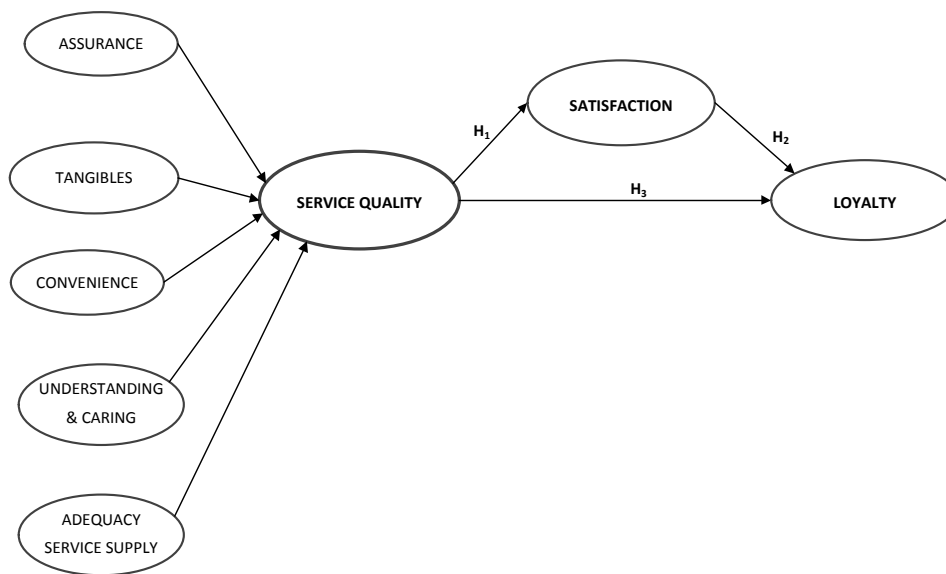 ASSURANCE
TANGIBLES
CONVENIENCE
UNDERSTANDING
& CARING
ADEQUACY
SERVICE SUPPLY
SERVICE QUALITY
H₁
SATISFACTION
H₂
H₃
LOYALTY